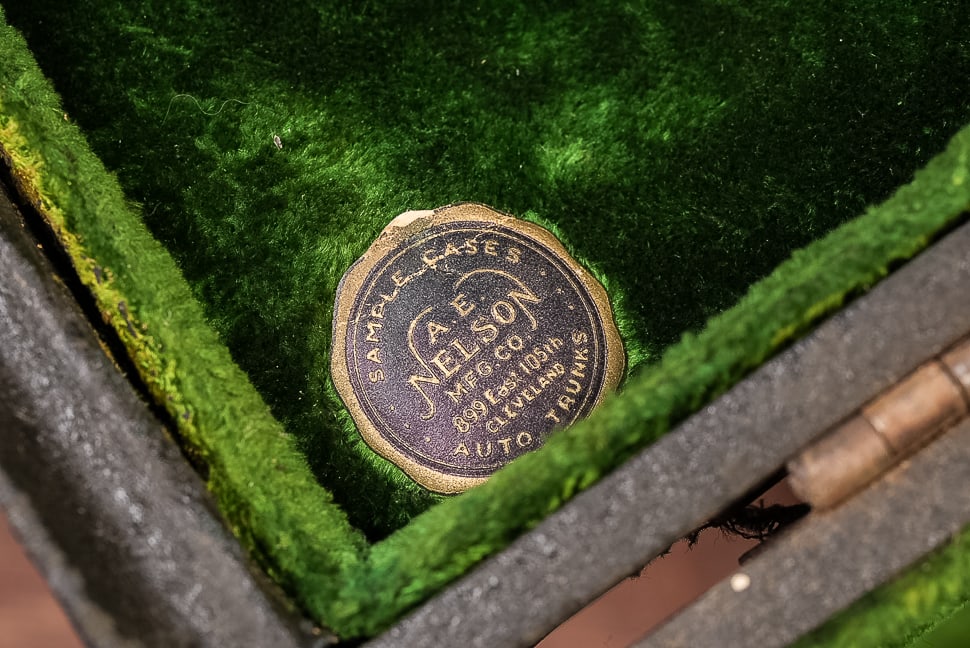 SAMPLE CASES
A. E.
NELSON
MFG. CO.
899 East 105th
CLEVELAND
AUTO TRUNKS